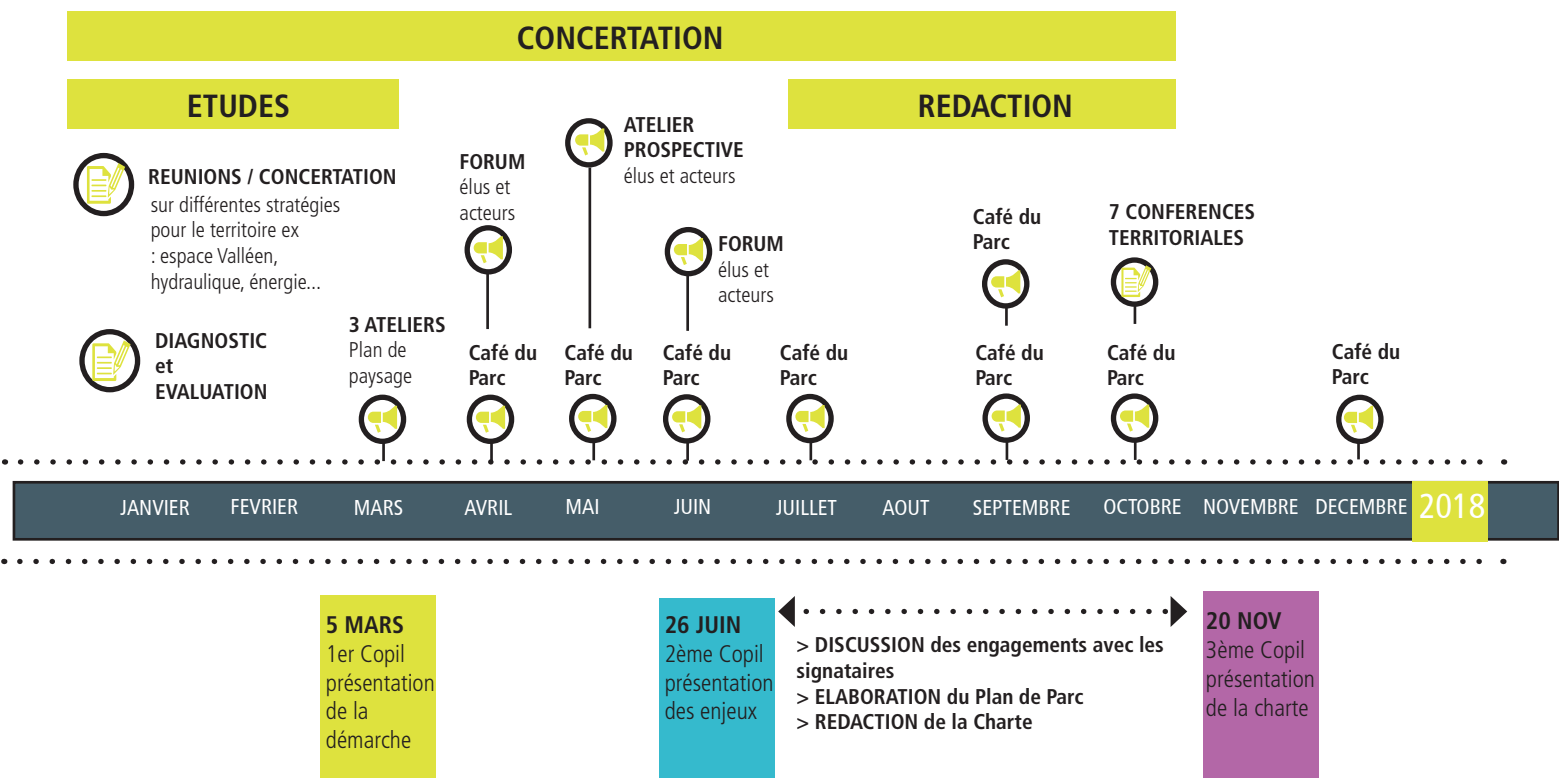 CONCERTATION
ETUDES
REDACTION
REUNIONS / CONCERTATION
sur différentes stratégies
pour le territoire ex
: espace Valléen,
hydraulique, énergie...
DIAGNOSTIC
et
EVALUATION
3 ATELIERS
Plan de
paysage
FORUM
élus et
acteurs
Café du
Parc
ATELIER
PROSPECTIVE
élus et acteurs
Café du
Parc
FORUM
élus et
acteurs
Café du
Parc
Café du
Parc
Café du
Parc
Café du
Parc
7 CONFERENCES
TERRITORIALES
Café du
Parc
Café du
Parc
JANVIER FEVRIER MARS AVRIL MAI JUIN JUILLET AOUT SEPTEMBRE OCTOBRE NOVEMBRE DECEMBRE 2018
5 MARS
1er Copil
présentation
de la
démarche
26 JUIN
2ème Copil
présentation
des enjeux
> DISCUSSION des engagements avec les
signataires
> ELABORATION du Plan de Parc
> REDACTION de la Charte
20 NOV
3ème Copil
présentation
de la charte